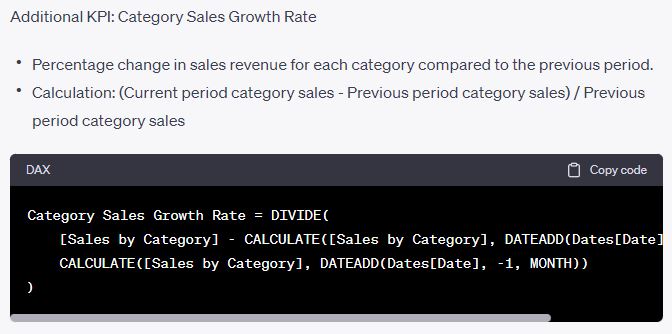 Additional KPI: Category Sales Growth Rate
• Percentage change in sales revenue for each category compared to the previous period.
• Calculation: (Current period category sales - Previous period category sales) / Previous
period category sales
DAX
Copy code
Category Sales Growth Rate = DIVIDE(
    [Sales by Category] - CALCULATE([Sales by Category], DATEADD(Dates[Date]
    CALCULATE([Sales by Category], DATEADD(Dates[Date], -1, MONTH))
)